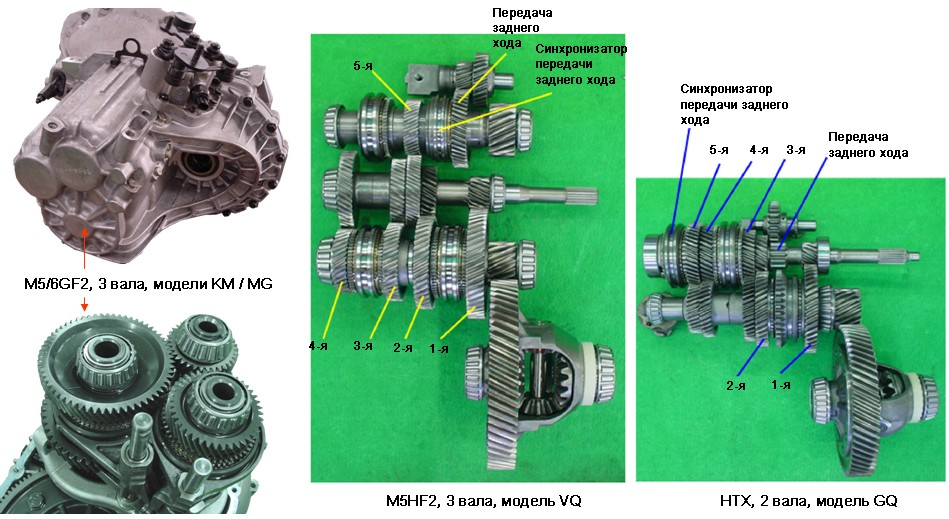 Передача
заднего
хода
Синхронизатор
передачи
заднего хода
5-я
4-я
3-я
2-я
1-я
Синхронизатор
передачи заднего
хода
Передача
заднего хода
5-я
4-я
3-я
2-я
1-я
M5/6GF2, 3 вала, модели KM / MG
M5HF2, 3 вала, модель VQ
HTX, 2 вала, модель GQ